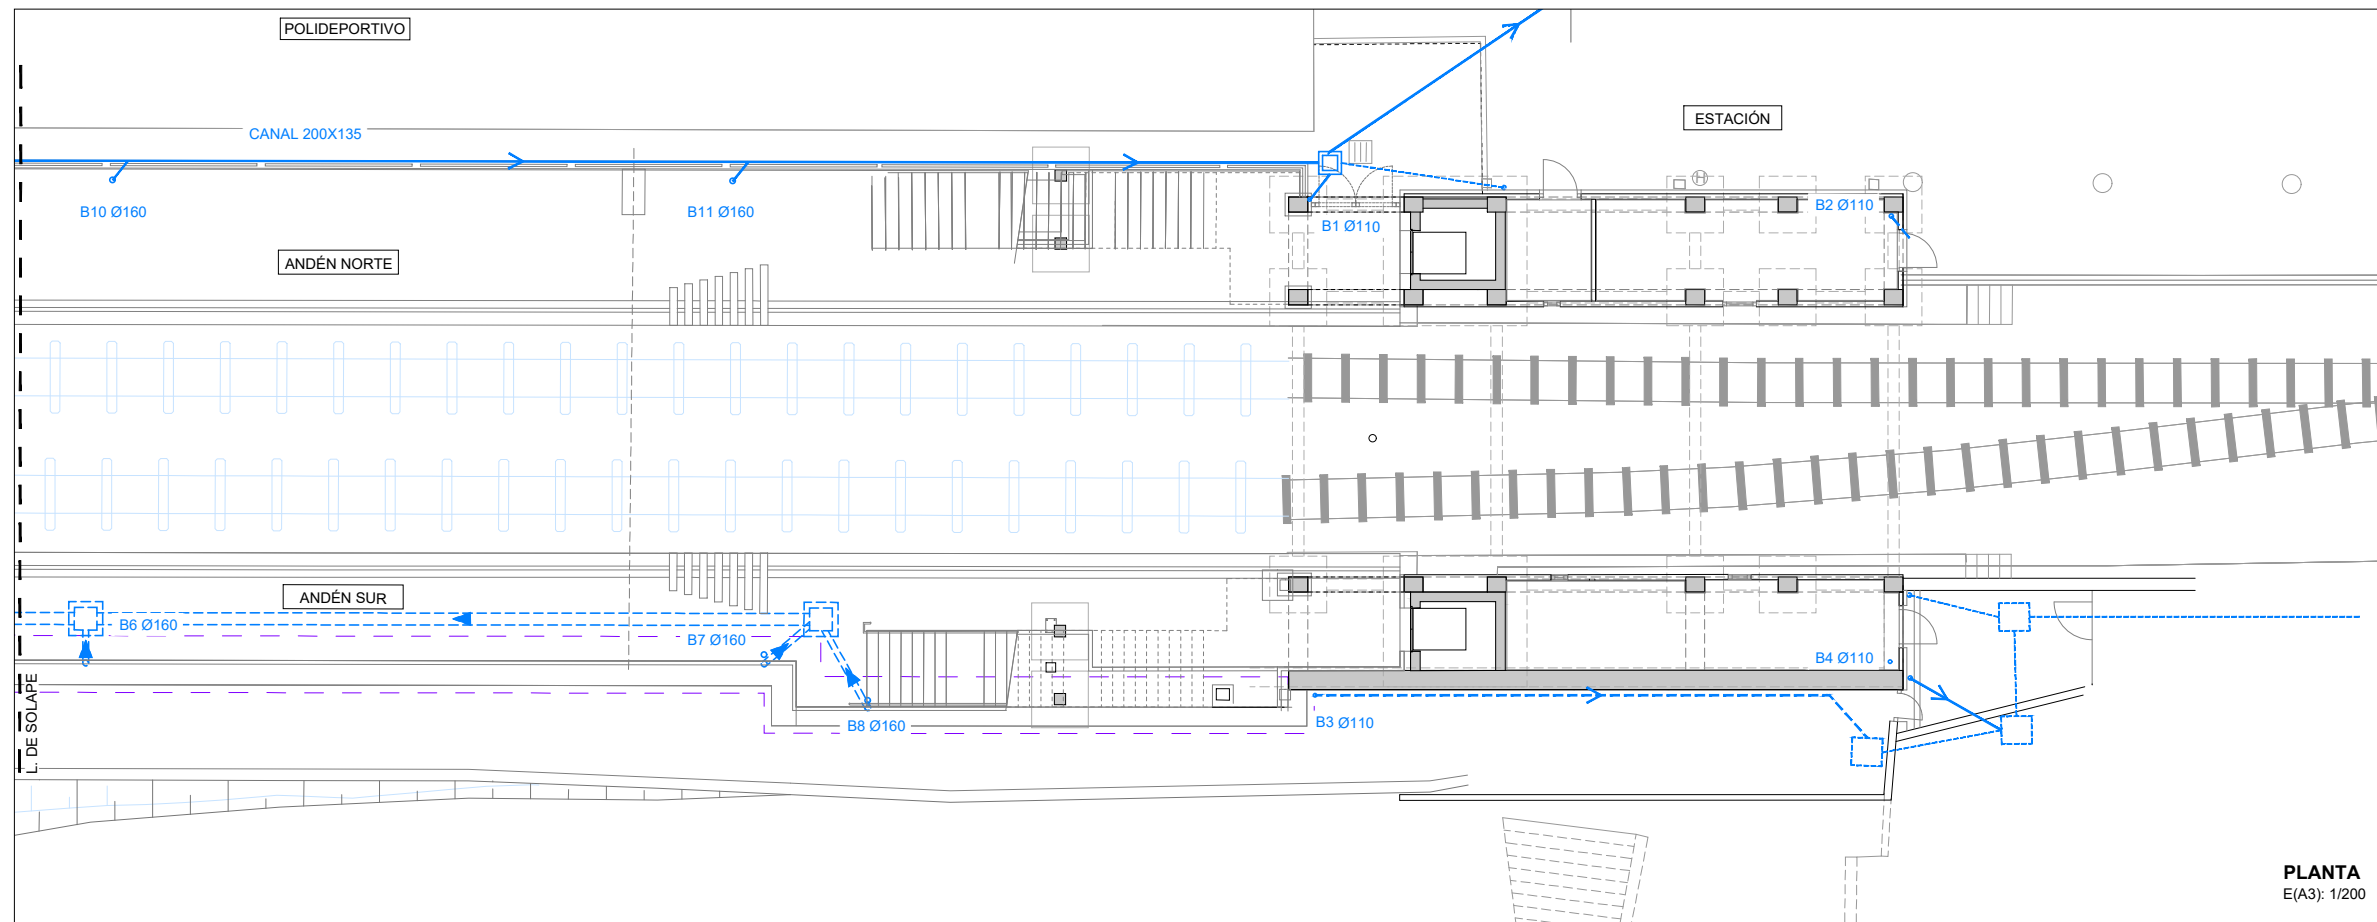 POLIDEPORTIVO
ESTACIÓN
CANAL 200X135
B10 Ø160
B11 Ø160
B1 Ø110
B2 Ø110
H
ANDÉN NORTE
ANDÉN SUR
B6 Ø160
B7 Ø160
B8 Ø160
B3 Ø110
B4 Ø110
L. DE SOLAPE
PLANTA
E(A3): 1/200